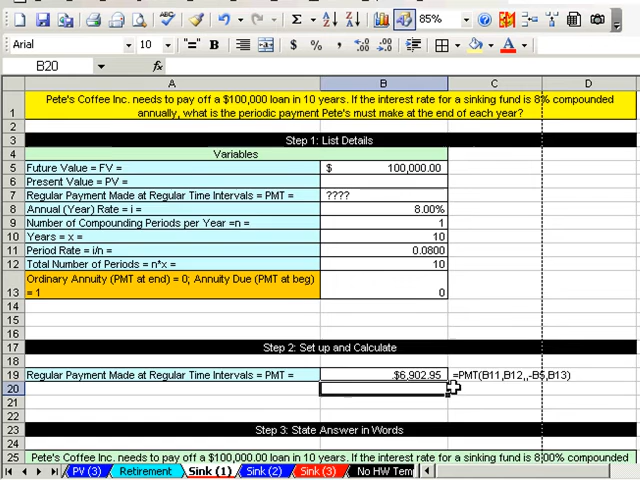 Σ 85%
Arial 10 "=" B $ % , A
B20 fx
A B C D
1 Pete's Coffee Inc. needs to pay off a $100,000 loan in 10 years. If the interest rate for a sinking fund is 8% compounded
annually, what is the periodic payment Pete's must make at the end of each year?
2
3 Step 1: List Details
4 Variables
5 Future Value = FV = $ 100,000.00
6 Present Value = PV =
7 Regular Payment Made at Regular Time Intervals = PMT = ????
8 Annual (Year) Rate = i = 8.00%
9 Number of Compounding Periods per Year =n = 1
10 Years = x = 10
11 Period Rate = i/n = 0.0800
12 Total Number of Periods = n*x = 10
Ordinary Annuity (PMT at end) = 0; Annuity Due (PMT at beg)
13 = 1 0
14
15
16
17 Step 2: Set up and Calculate
18
19 Regular Payment Made at Regular Time Intervals = PMT = $6,902.95 =PMT(B11,B12,,-B5,B13)
20
21
22
23 Step 3: State Answer in Words
24
25 Pete's Coffee Inc. needs to pay off a $100,000.00 loan in 10 years. If the interest rate for a sinking fund is 8.00% compounded
PV (3) Retirement Sink (1) Sink (2) Sink (3) No HW Tem